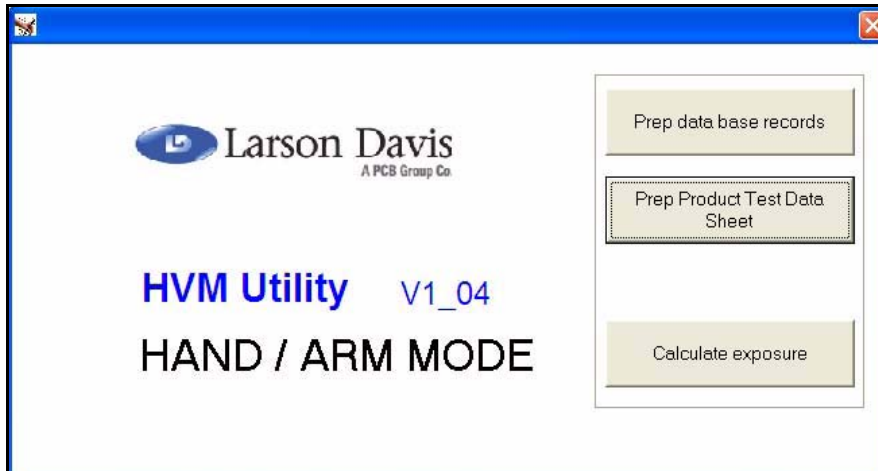 Larson Davis
A PCB Group Co.
HVM Utility V1_04
HAND / ARM MODE
Prep data base records
Prep Product Test Data
Sheet
Calculate exposure